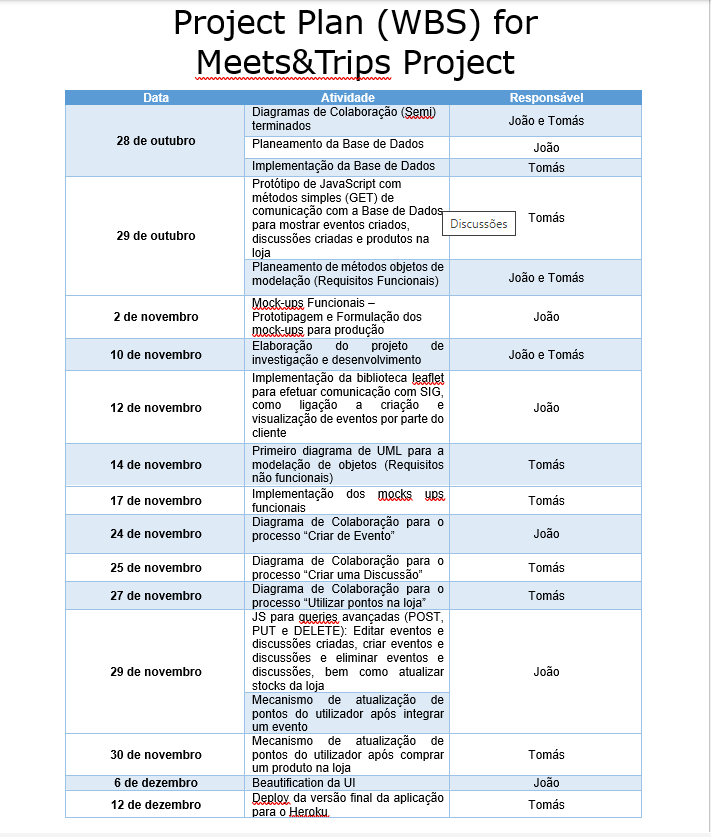 Project Plan (WBS) for
Meets&Trips Project
Data Atividade Responsável
28 de outubro
Diagramas de Colaboração (Semi)
terminados
João e Tomás
Planeamento da Base de Dados
João
Implementação da Base de Dados
Tomás
29 de outubro
Protótipo de JavaScript com
métodos simples (GET) de
comunicação com a Base de Dados
para mostrar eventos criados,
discussões criadas e produtos na
loja
Discussões
Tomás
Planeamento de métodos objetos de
modelação (Requisitos Funcionais)
João e Tomás
2 de novembro
Mock-ups Funcionais –
Prototipagem e Formulação dos
mock-ups para produção
João
10 de novembro
Elaboração do projeto de
investigação e desenvolvimento
João e Tomás
12 de novembro
Implementação da biblioteca leaflet
para efetuar comunicação com SIG,
como ligação a criação e
visualização de eventos por parte do
cliente
João
14 de novembro
Primeiro diagrama de UML para a
modelação de objetos (Requisitos
não funcionais)
Tomás
17 de novembro
Implementação dos mocks ups
funcionais
Tomás
24 de novembro
Diagrama de Colaboração para o
processo “Criar de Evento”
João
25 de novembro
Diagrama de Colaboração para o
processo “Criar uma Discussão”
Tomás
27 de novembro
Diagrama de Colaboração para o
processo “Utilizar pontos na loja”
Tomás
29 de novembro
JS para queries avançadas (POST,
PUT e DELETE): Editar eventos e
discussões criadas, criar eventos e
discussões e eliminar eventos e
discussões, bem como atualizar
stocks da loja
Mecanismo de atualização de
pontos do utilizador após integrar
um evento
João
30 de novembro
Mecanismo de atualização de
pontos do utilizador após comprar
um produto na loja
Tomás
6 de dezembro
Beautification da UI
João
12 de dezembro
Deploy da versão final da aplicação
para o Heroku
Tomás